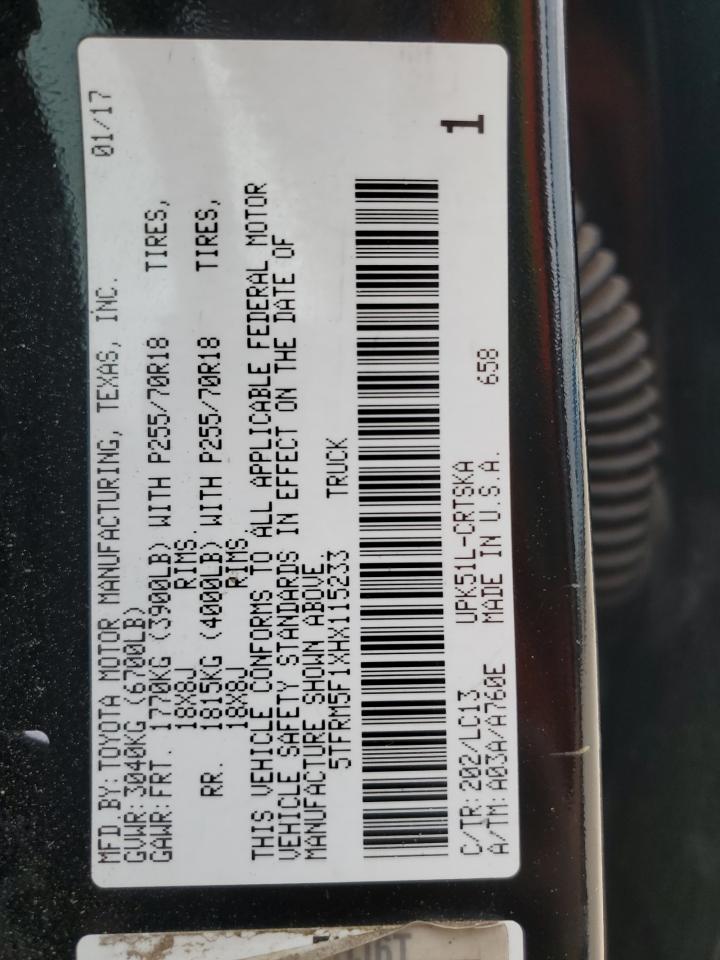 MFD.BY:TOYOTA MOTOR MANUFACTURING, TEXAS, INC. 01/17
GVWR:3040KG (6700LB)
GAWR:FRT. 1770KG (3900LB) WITH P255/70R18 TIRES,
18X8J RIMS.
RR. 1815KG (4000LB) WITH P255/70R18 TIRES,
18X8J RIMS
THIS VEHICLE CONFORMS TO ALL APPLICABLE FEDERAL MOTOR
VEHICLE SAFETY STANDARDS IN EFFECT ON THE DATE OF
MANUFACTURE SHOWN ABOVE.
5TFRM5F1XHX115233 TRUCK
1
C/TR:202/LC13 UPK51L-CRTSKA 658
A/TM:A03A/A760E MADE IN U.S.A.